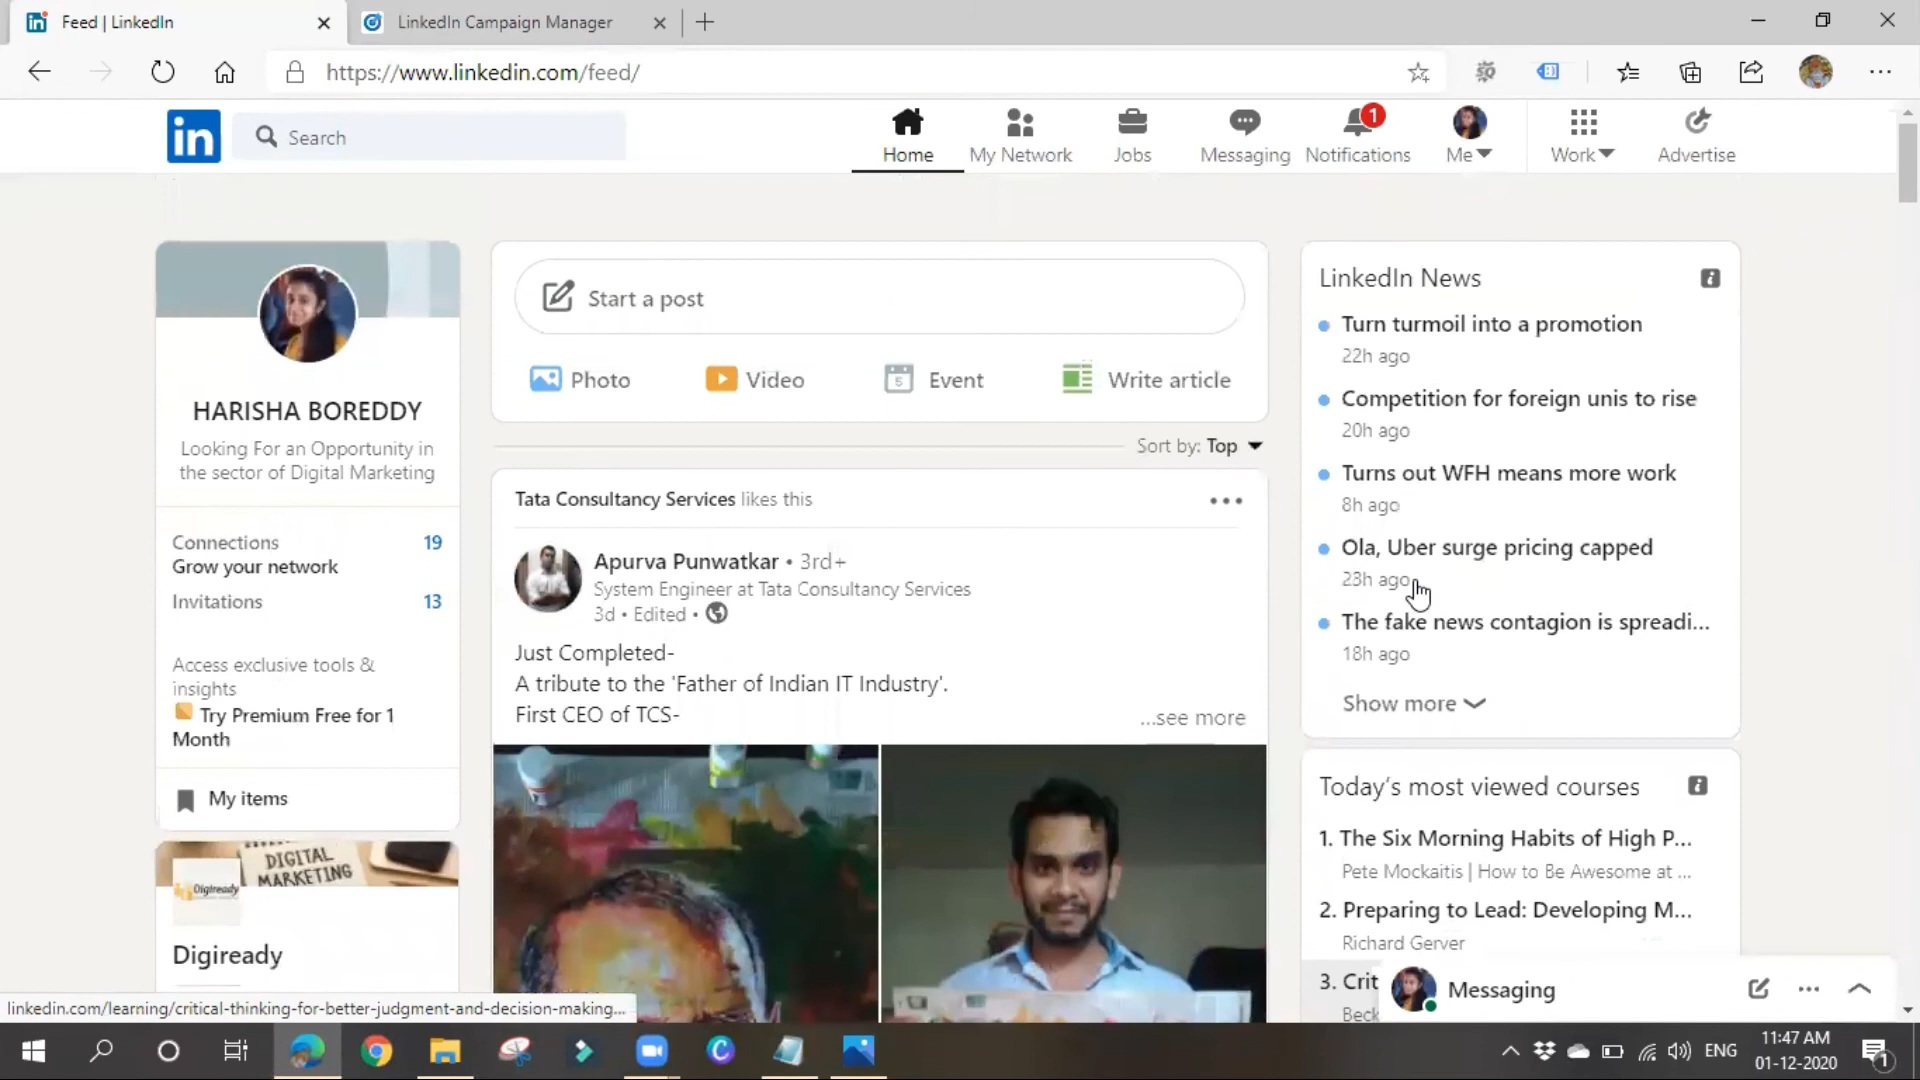 Feed | LinkedIn
LinkedIn Campaign Manager
https://www.linkedin.com/feed/
in
Search
Home
My Network
Jobs
Messaging
1
Notifications
Me
Work
Advertise
HARISHA BOREDDY
Looking For an Opportunity in
the sector of Digital Marketing
Connections 19
Grow your network
Invitations 13
Access exclusive tools &
insights
Try Premium Free for 1
Month
My items
DIGITAL
MARKETING
Digiready
Digiready
Start a post
Photo
Video
Event
Write article
Sort by: Top
Tata Consultancy Services likes this
Apurva Punwatkar • 3rd+
System Engineer at Tata Consultancy Services
3d • Edited •
Just Completed-
A tribute to the 'Father of Indian IT Industry'.
First CEO of TCS-
...see more
LinkedIn News
Turn turmoil into a promotion
22h ago
Competition for foreign unis to rise
20h ago
Turns out WFH means more work
8h ago
Ola, Uber surge pricing capped
23h ago
The fake news contagion is spreadi...
18h ago
Show more
Today's most viewed courses
1. The Six Morning Habits of High P...
Pete Mockaitis | How to Be Awesome at ...
2. Preparing to Lead: Developing M...
Richard Gerver
3. Crit
Beck
Messaging
linkedin.com/learning/critical-thinking-for-better-judgment-and-decision-making...
ENG
11:47 AM
01-12-2020
1